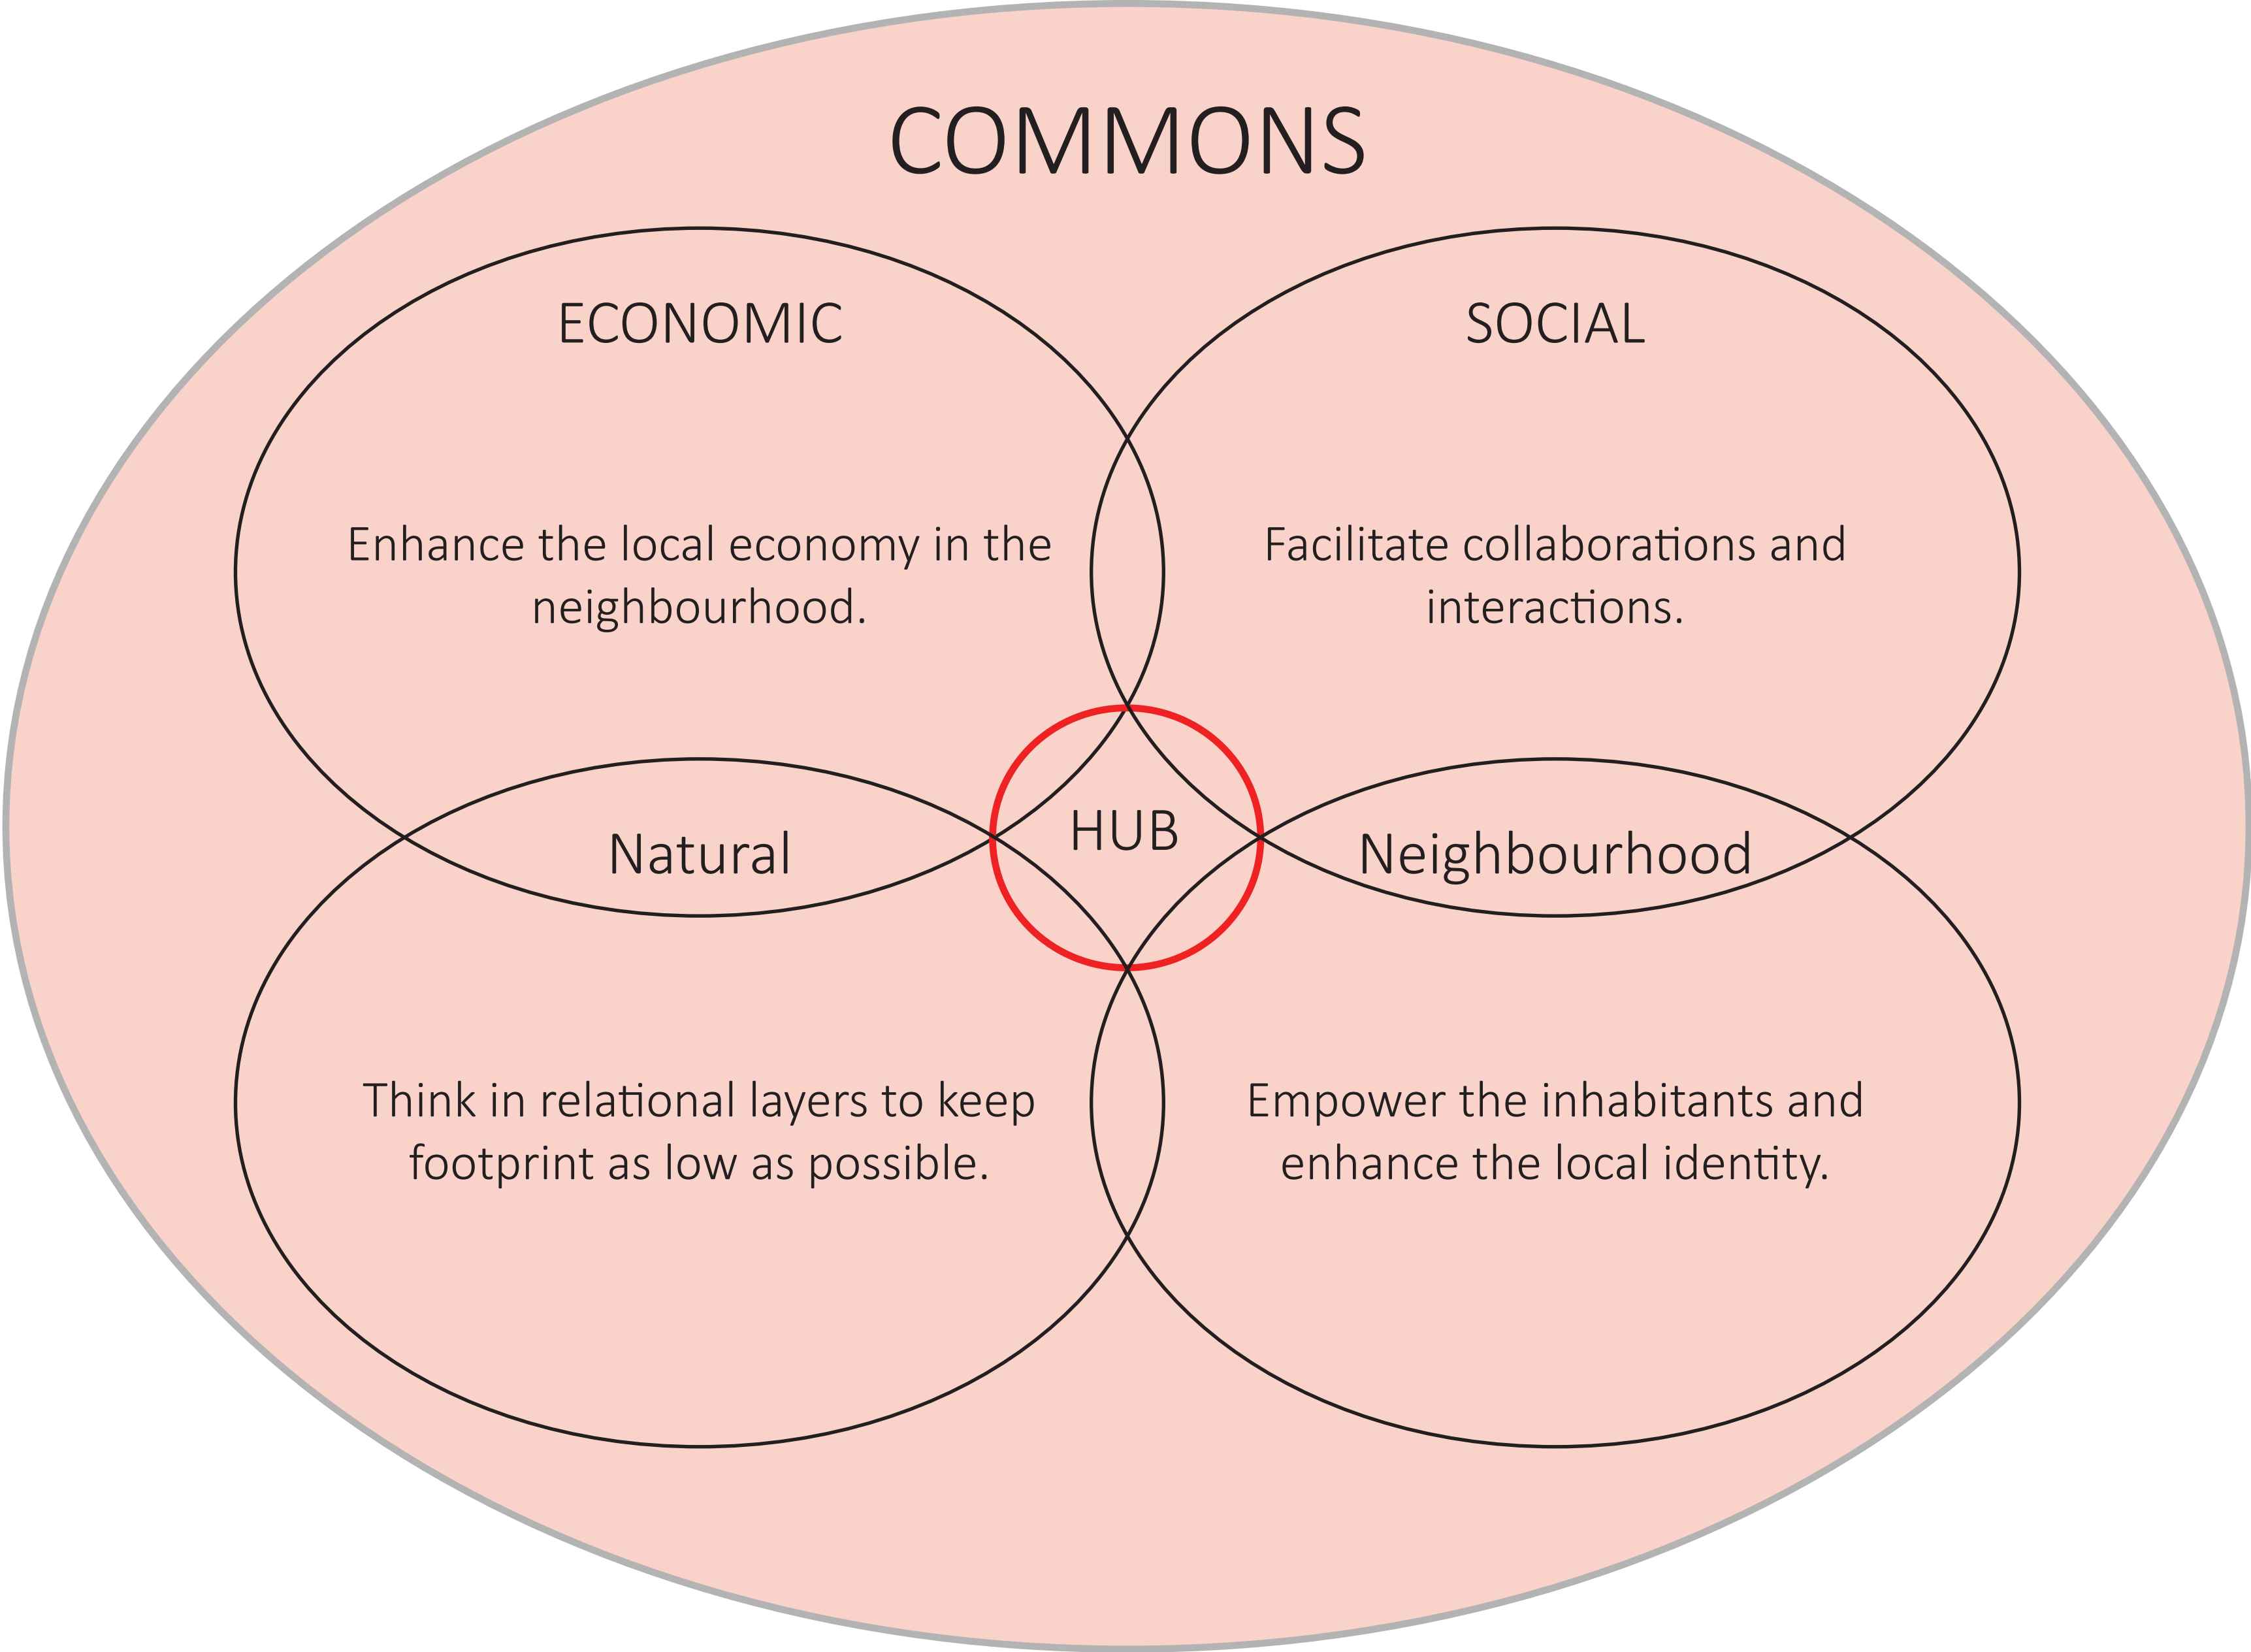 COMMONS
ECONOMIC
SOCIAL
Enhance the local economy in the
neighbourhood.
Facilitate collaborations and
interactions.
Natural
HUB
Neighbourhood
Think in relational layers to keep
footprint as low as possible.
Empower the inhabitants and
enhance the local identity.